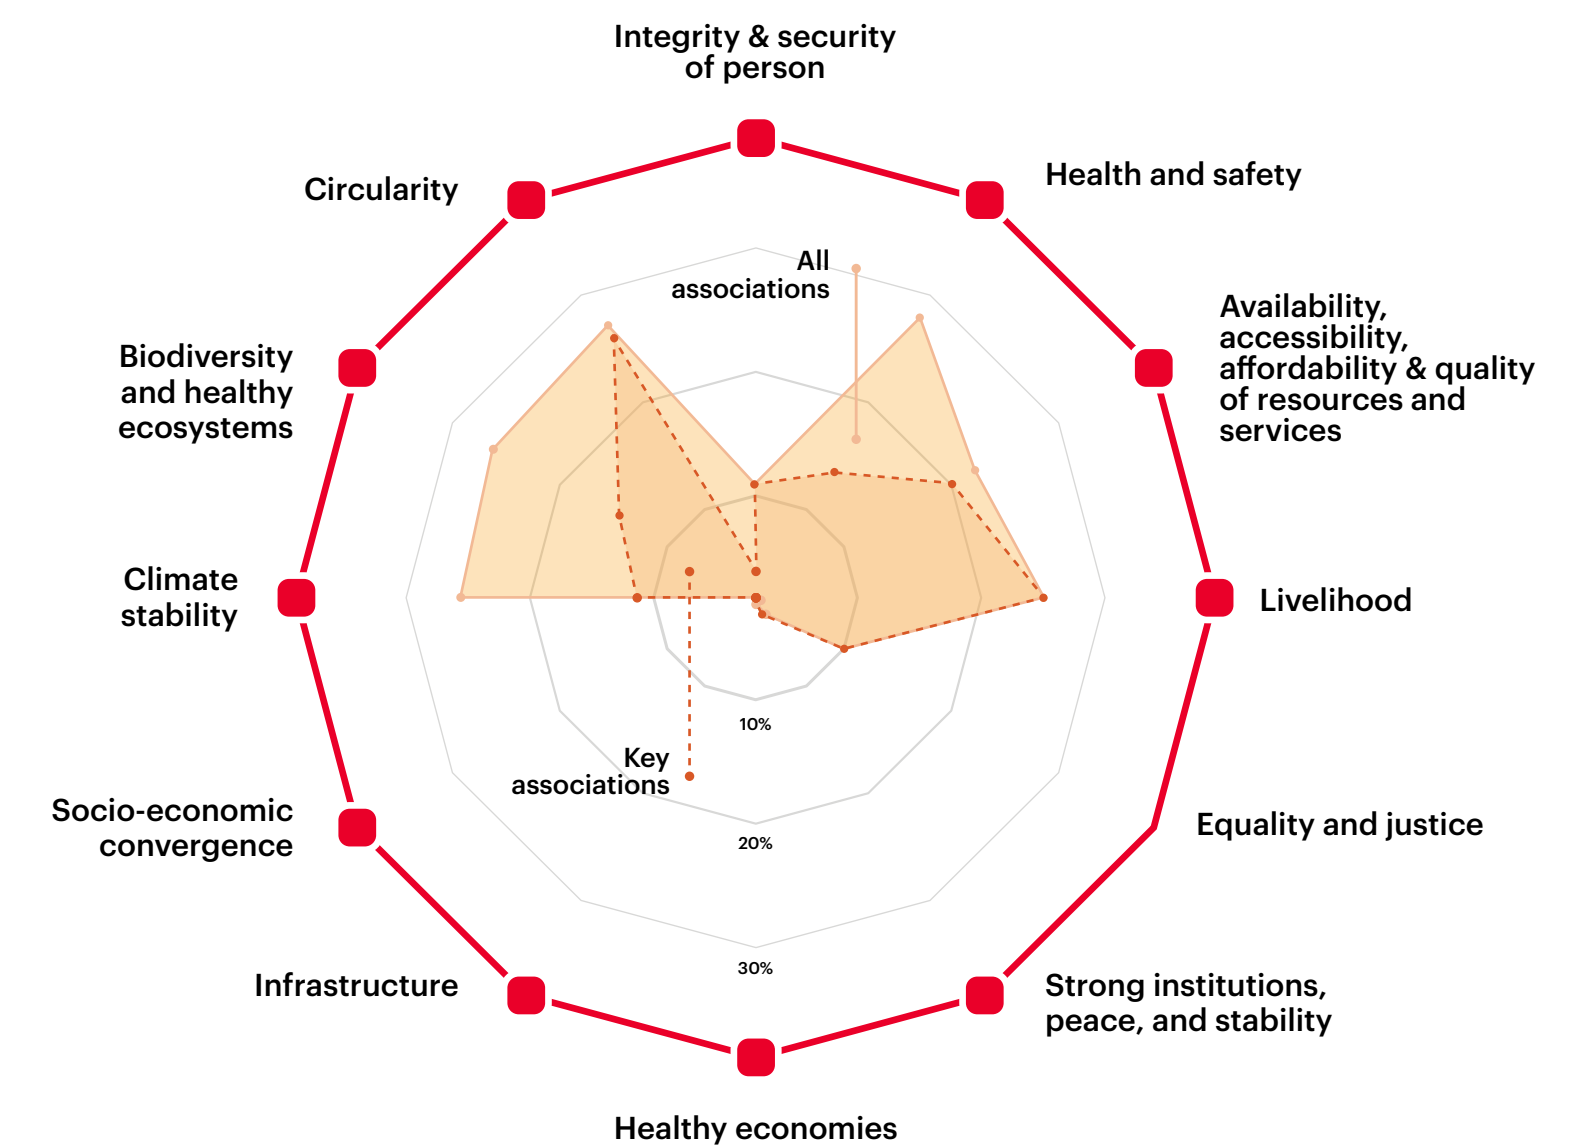 Integrity & security
of person
Health and safety
Circularity
All
associations
Availability,
accessibility,
affordability & quality
of resources and
services
Biodiversity
and healthy
ecosystems
Climate
stability
Livelihood
10%
Key
associations
Socio-economic
convergence
Equality and justice
20%
30%
Infrastructure
Strong institutions,
peace, and stability
Healthy economies